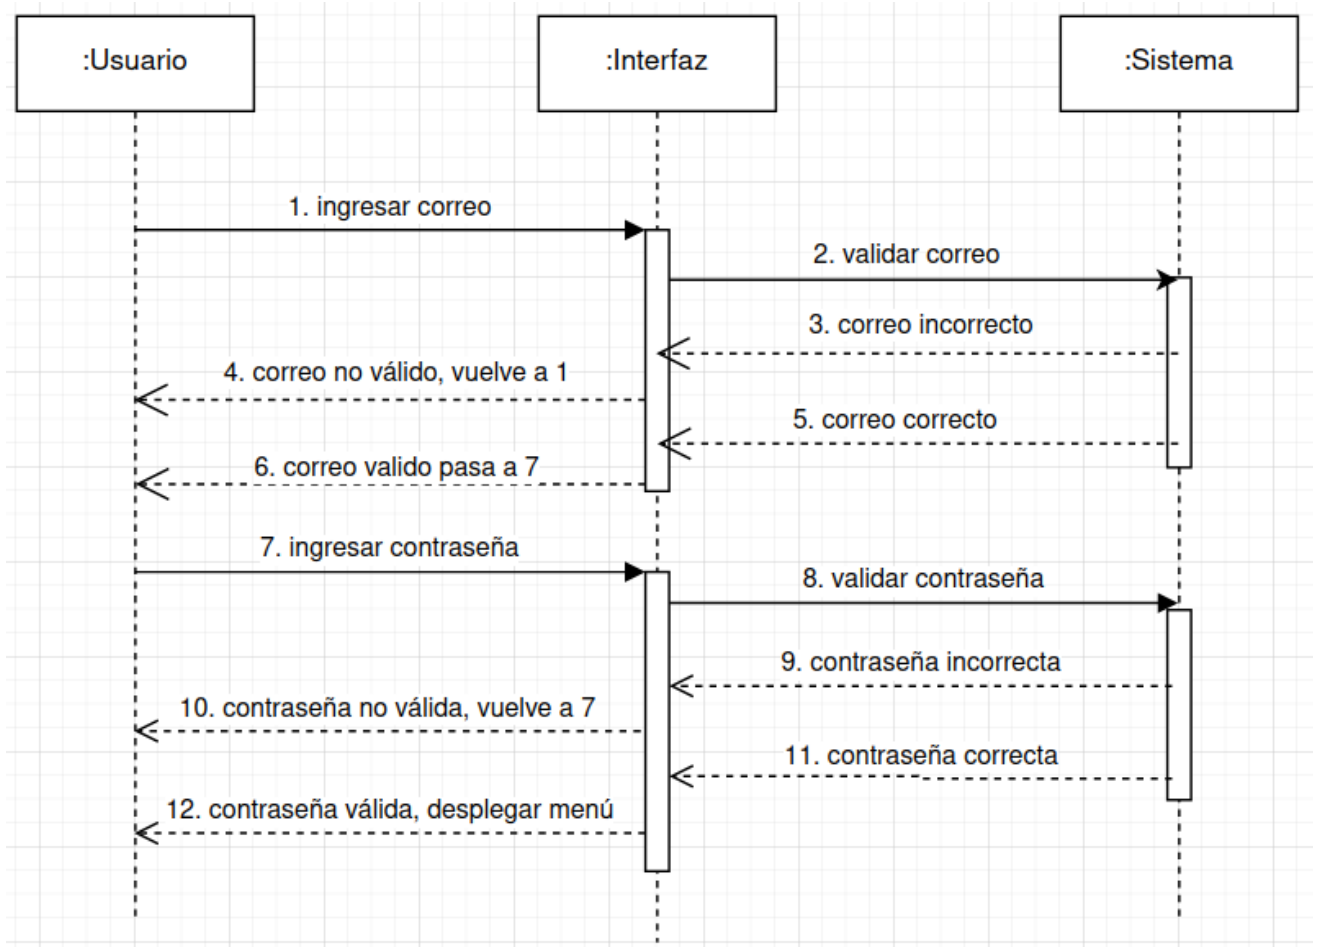 :Usuario
:Interfaz
:Sistema
1. ingresar correo
2. validar correo
3. correo incorrecto
4. correo no válido, vuelve a 1
5. correo correcto
6. correo valido pasa a 7
7. ingresar contraseña
8. validar contraseña
9. contraseña incorrecta
10. contraseña no válida, vuelve a 7
11. contraseña correcta
12. contraseña válida, desplegar menú